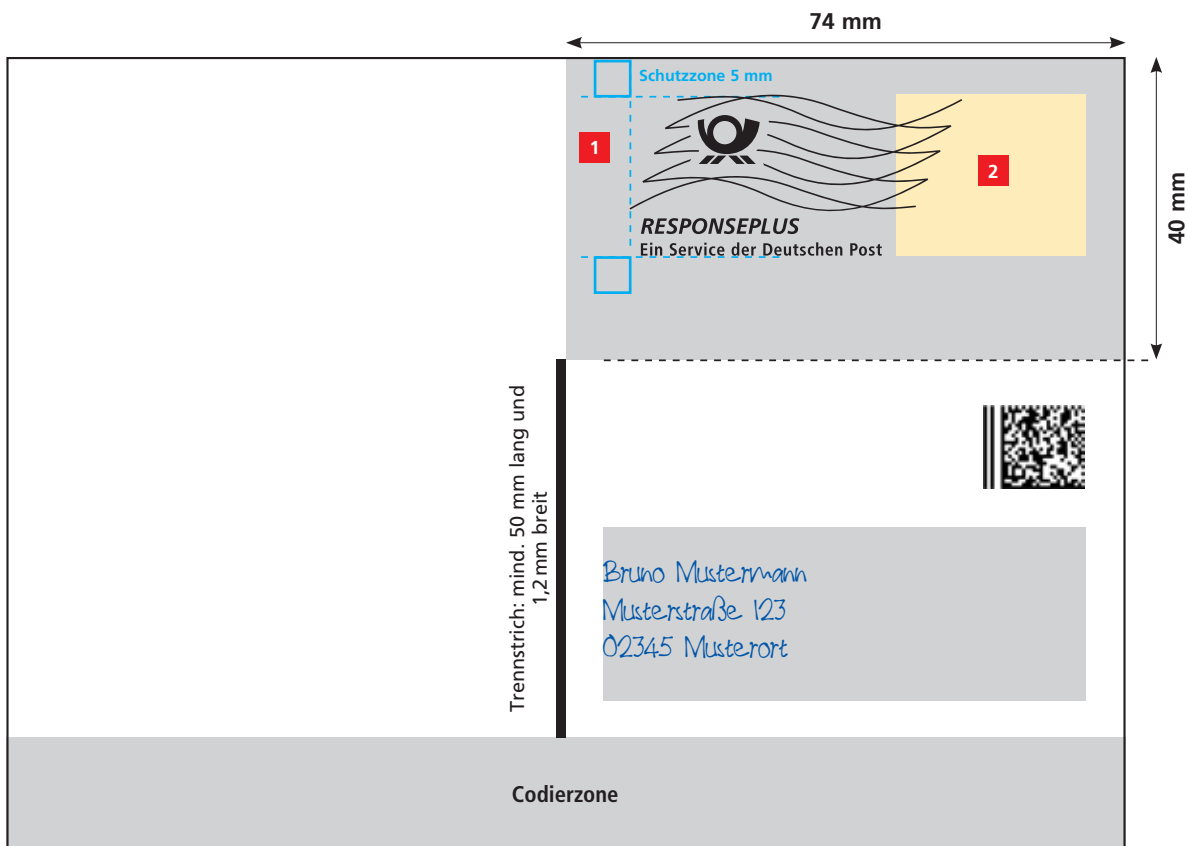 74 mm
Schutzzone 5 mm
1
2
40 mm
RESPONSEPLUS
Ein Service der Deutschen Post
Trennstrich: mind. 50 mm lang und
1,2 mm breit
Bruno Mustermann
Musterstraße 123
02345 Musterort
Codierzone